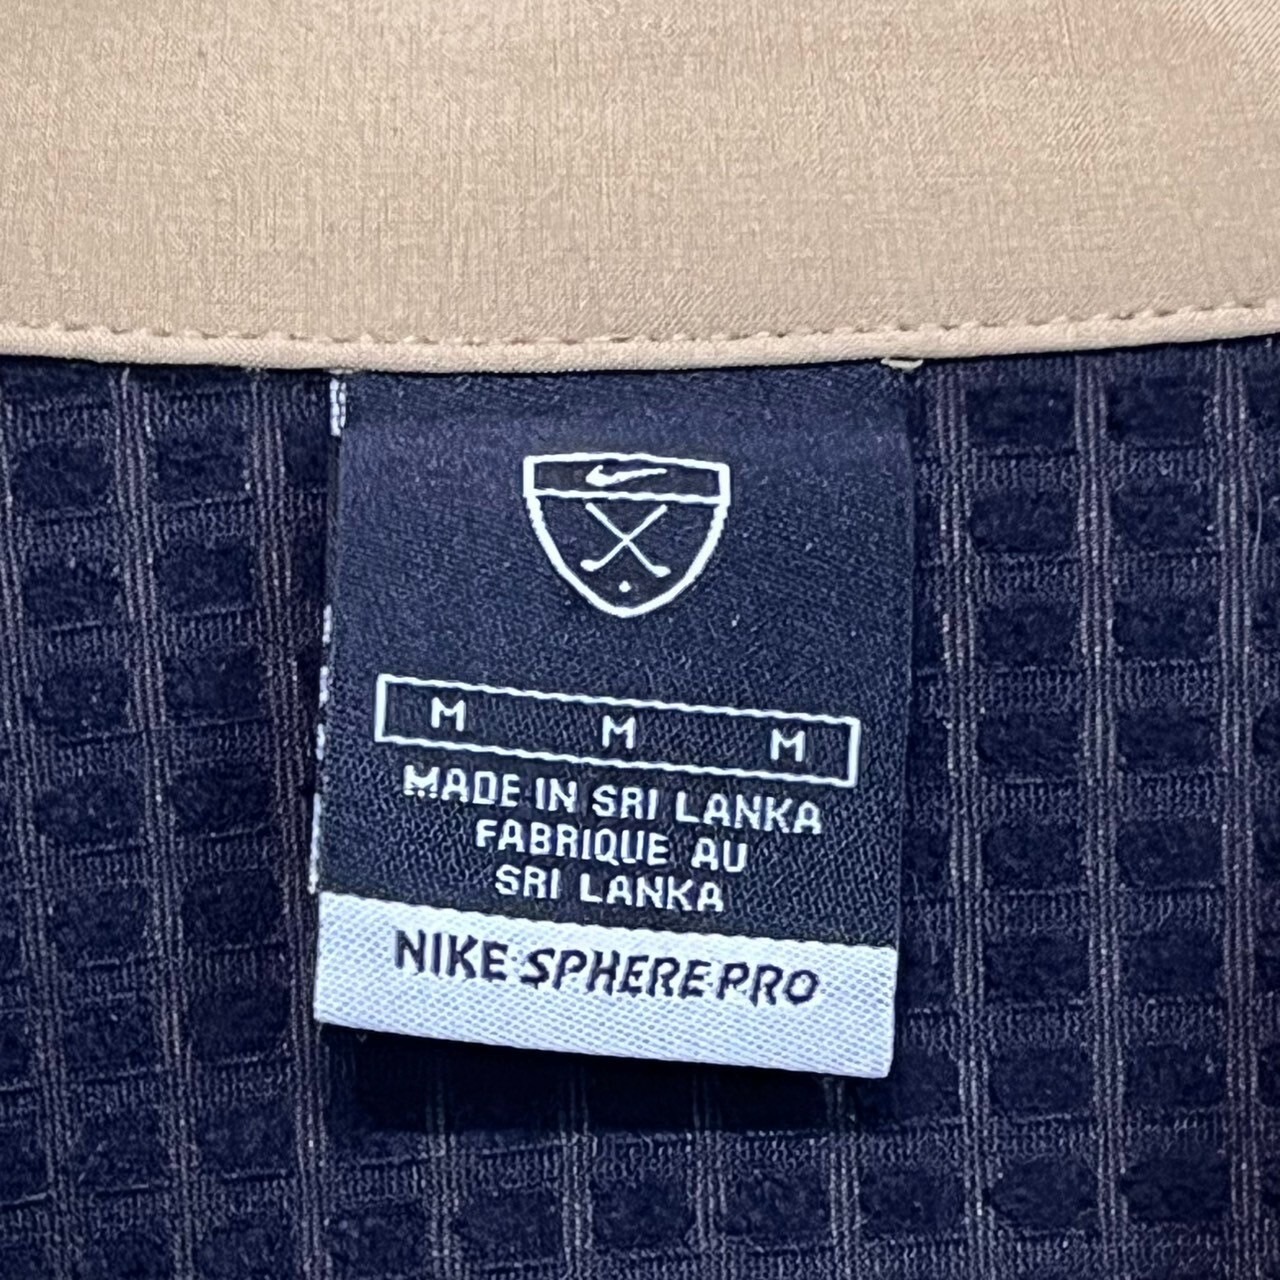 M M M
MADE IN SRI LANKA
FABRIQUE AU
SRI LANKA
NIKE SPHERE PRO